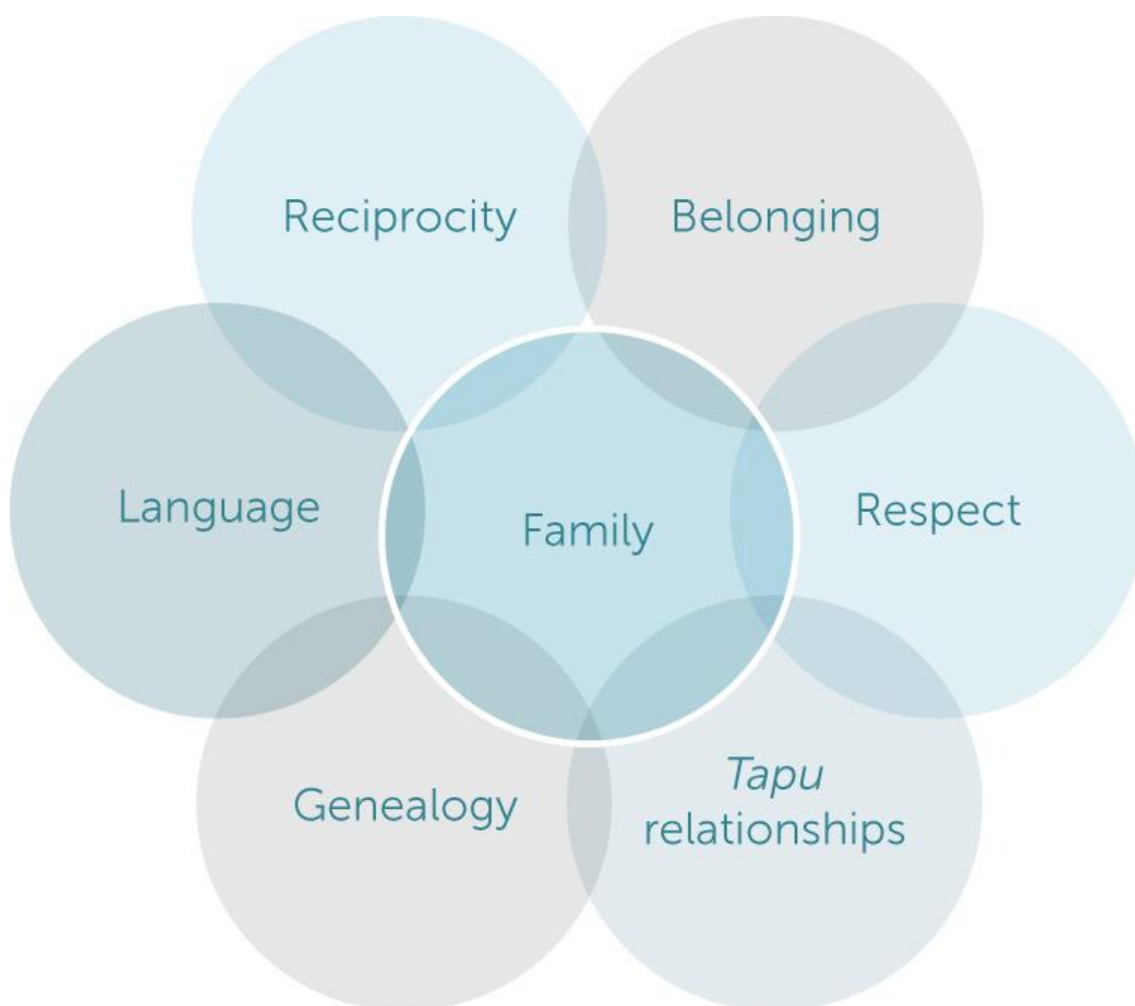 Reciprocity
Belonging
Language
Family
Respect
Genealogy
Tapu
relationships